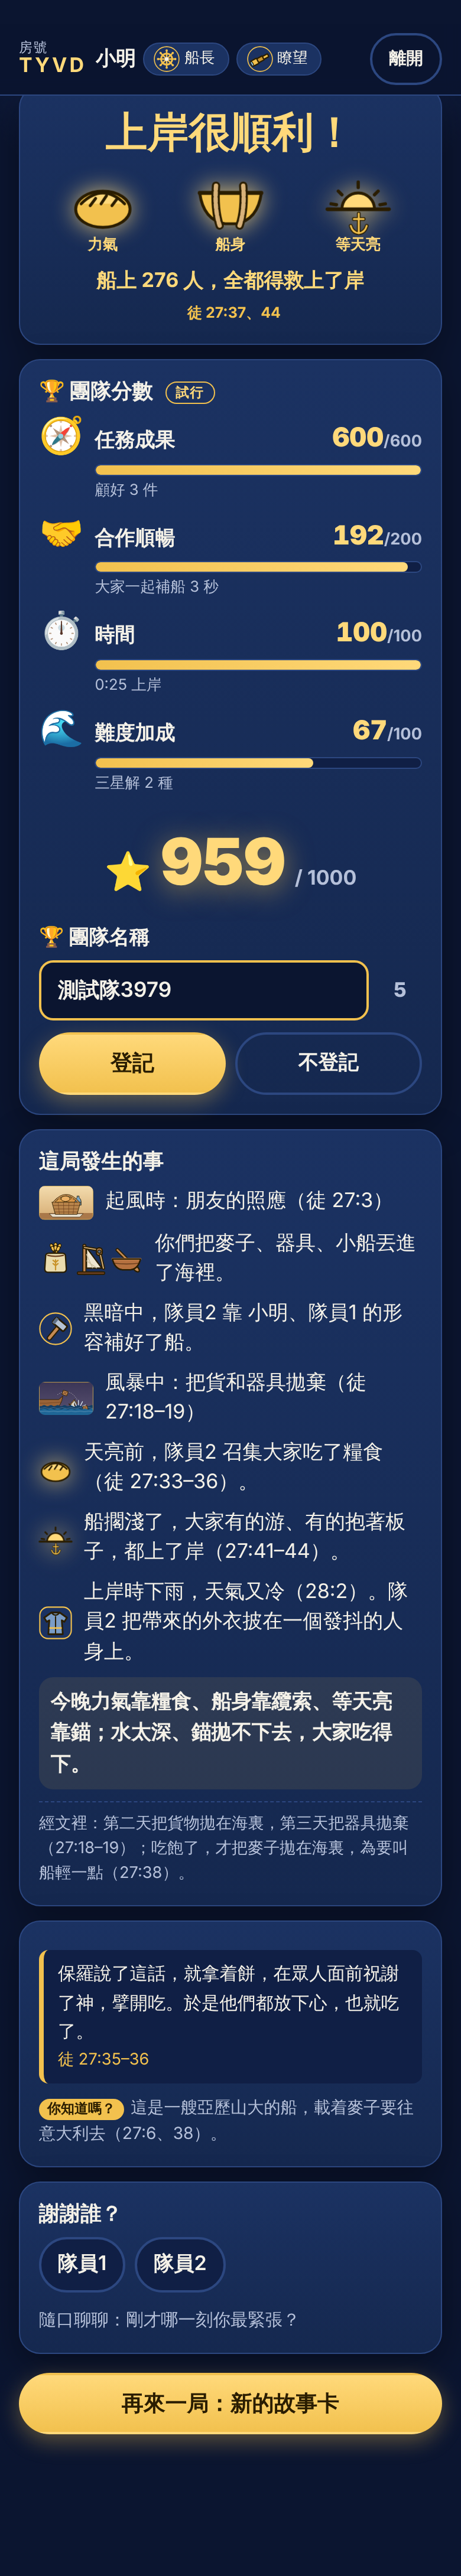 房號
TYVD
小明
船長
瞭望
離開
上岸很順利！
力氣
船身
等天亮
船上 276 人，全都得救上了岸
徒 27:37、44
團隊分數
試行
任務成果
600/600
顧好 3 件
合作順暢
192/200
大家一起補船 3 秒
時間
100/100
0:25 上岸
難度加成
67/100
三星解 2 種
959 / 1000
團隊名稱
測試隊3979
5
登記
不登記
這局發生的事
起風時：朋友的照應（徒 27:3）
你們把麥子、器具、小船丟進
了海裡。
黑暗中，隊員2 靠 小明、隊員1 的形
容補好了船。
風暴中：把貨和器具拋棄（徒
27:18–19）
天亮前，隊員2 召集大家吃了糧食
（徒 27:33–36）。
船擱淺了，大家有的游、有的抱著板
子，都上了岸（27:41–44）。
上岸時下雨，天氣又冷（28:2）。隊
員2 把帶來的外衣披在一個發抖的人
身上。
今晚力氣靠糧食、船身靠纜索、等天亮
靠錨；水太深、錨拋不下去，大家吃得
下。
經文裡：第二天把貨物拋在海裏，第三天把器具拋棄
（27:18–19）；吃飽了，才把麥子拋在海裏，為要叫
船輕一點（27:38）。
保羅說了這話，就拿着餅，在眾人面前祝謝
了神，擘開吃。於是他們都放下心，也就吃
了。
徒 27:35–36
你知道嗎？ 這是一艘亞歷山大的船，載着麥子要往
意大利去（27:6、38）。
謝謝誰？
隊員1
隊員2
隨口聊聊：剛才哪一刻你最緊張？
再來一局：新的故事卡